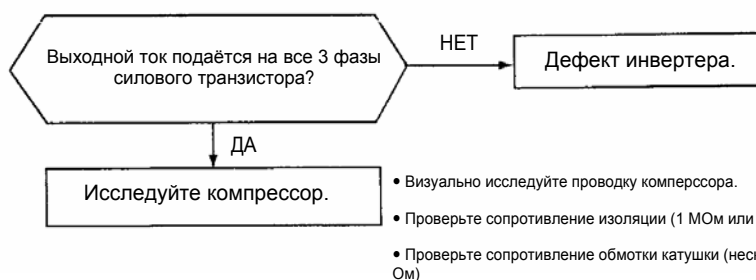 Выходной ток подаётся на все 3 фазы
силового транзистора?
НЕТ
Дефект инвертера.
ДА
Исследуйте компрессор.
• Визуально исследуйте проводку комперссора.
• Проверьте сопротивление изоляции (1 МОм или
• Проверьте сопротивление обмотки катушки
Ом)